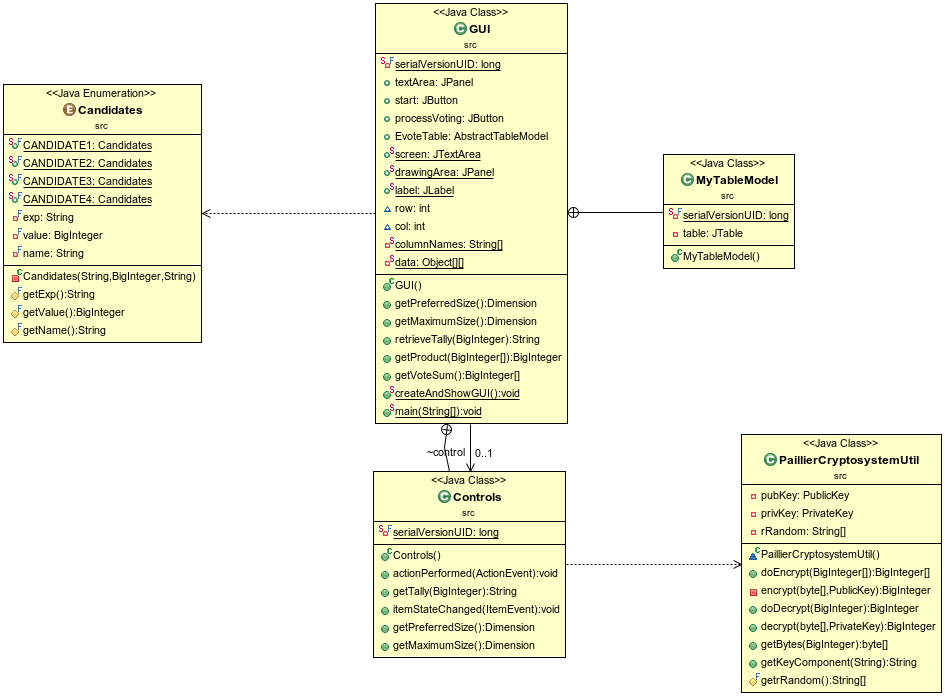 <<Java Class>>
GUI
src
serialVersionUID: long
textArea: JPanel
start: JButton
processVoting: JButton
EvoteTable: AbstractTableModel
screen: JTextArea
drawingArea: JPanel
label: JLabel
row: int
col: int
columnNames: String[]
data: Object[][]
GUI()
getPreferredSize():Dimension
getMaximumSize():Dimension
retrieveTally(BigInteger):String
getProduct(BigInteger[]):BigInteger
getVoteSum():BigInteger[]
createAndShowGUI():void
main(String[]):void
<<Java Enumeration>>
Candidates
src
CANDIDATE1: Candidates
CANDIDATE2: Candidates
CANDIDATE3: Candidates
CANDIDATE4: Candidates
exp: String
value: BigInteger
name: String
Candidates(String,BigInteger,String)
getExp():String
getValue():BigInteger
getName():String
<<Java Class>>
MyTableModel
src
serialVersionUID: long
table: JTable
MyTableModel()
~control 0..1
<<Java Class>>
Controls
src
serialVersionUID: long
Controls()
actionPerformed(ActionEvent):void
getTally(BigInteger):String
itemStateChanged(ItemEvent):void
getPreferredSize():Dimension
getMaximumSize():Dimension
<<Java Class>>
PaillierCryptosystemUtil
src
pubKey: PublicKey
privKey: PrivateKey
rRandom: String[]
PaillierCryptosystemUtil()
doEncrypt(BigInteger[]):BigInteger[]
encrypt(byte[],PublicKey):BigInteger
doDecrypt(BigInteger):BigInteger
decrypt(byte[],PrivateKey):BigInteger
getBytes(BigInteger):byte[]
getKeyComponent(String):String
getrRandom():String[]